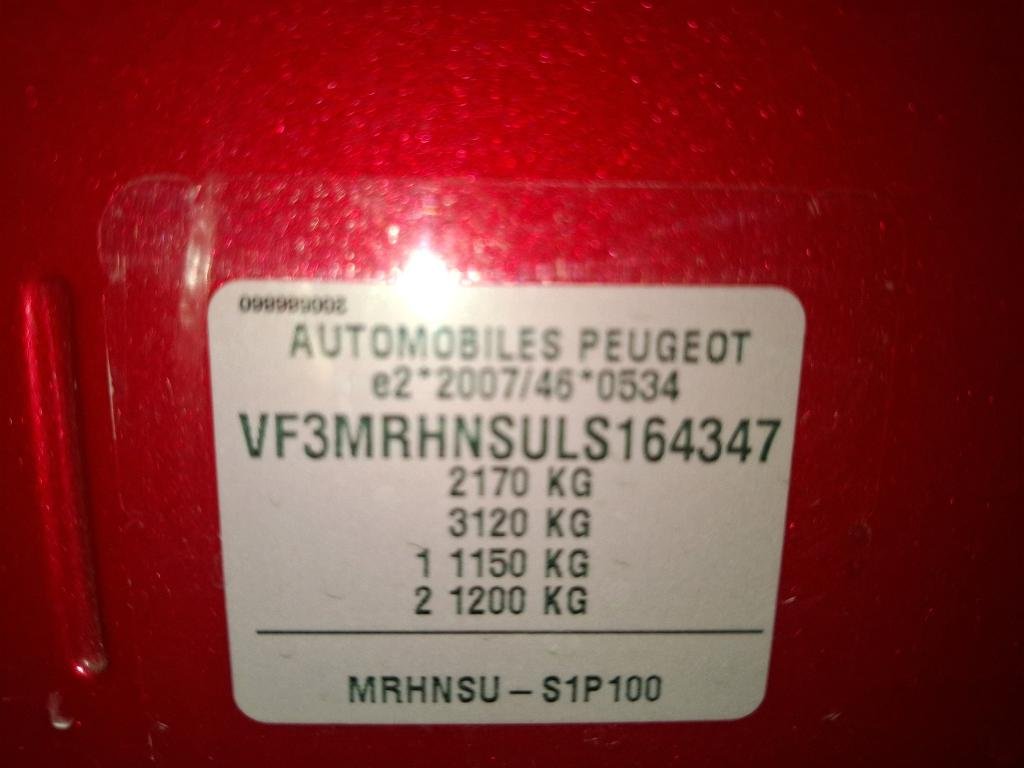 2006868860
AUTOMOBILES PEUGEOT
e2*2007/46*0534
VF3MRHNSULS164347
2170 KG
3120 KG
1 1150 KG
2 1200 KG
MRHNSU – S1P100